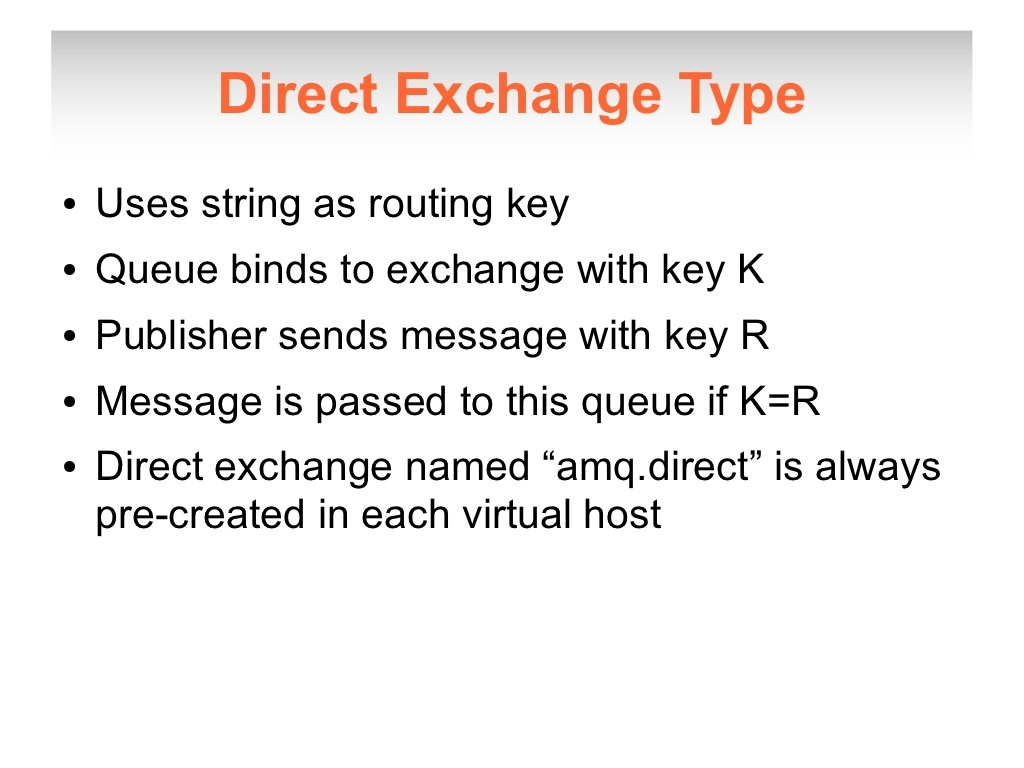 Direct Exchange Type
• Uses string as routing key
• Queue binds to exchange with key K
• Publisher sends message with key R
• Message is passed to this queue if K=R
• Direct exchange named “amq.direct” is always
pre-created in each virtual host